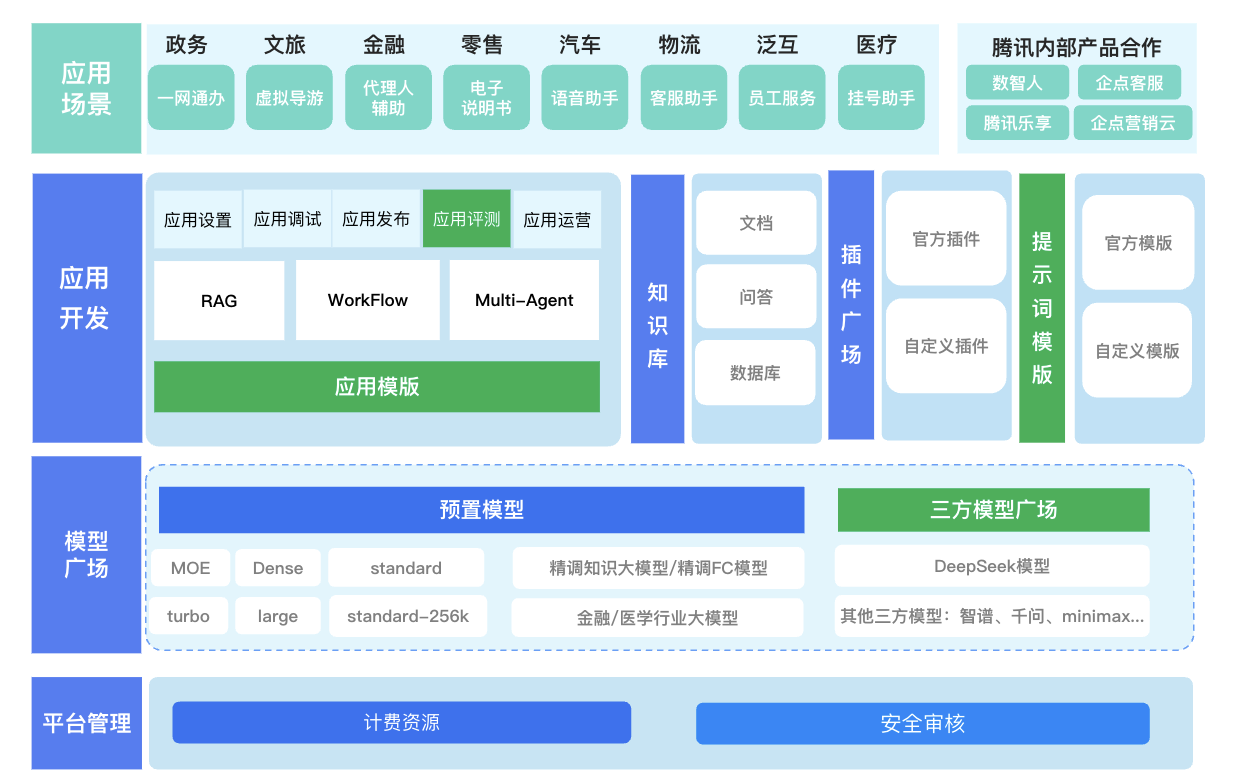 应用
场景
政务
文旅
金融
零售
汽车
物流
泛互
医疗
一网通办
虚拟导游
代理人
辅助
电子
说明书
语音助手
客服助手
员工服务
挂号助手
腾讯内部产品合作
数智人
企点客服
腾讯乐享
企点营销云
应用
开发
应用设置
应用调试
应用发布
应用评测
应用运营
RAG
WorkFlow
Multi-Agent
应用模版
知
识
库
文档
问答
数据库
插
件
广
场
官方插件
自定义插件
提
示
词
模
版
官方模版
自定义模版
模型
广场
预置模型
MOE
Dense
standard
精调知识大模型/精调FC模型
turbo
large
standard-256k
金融/医学行业大模型
三方模型广场
DeepSeek模型
其他三方模型：智谱、千问、minimax...
平台管理
计费资源
安全审核